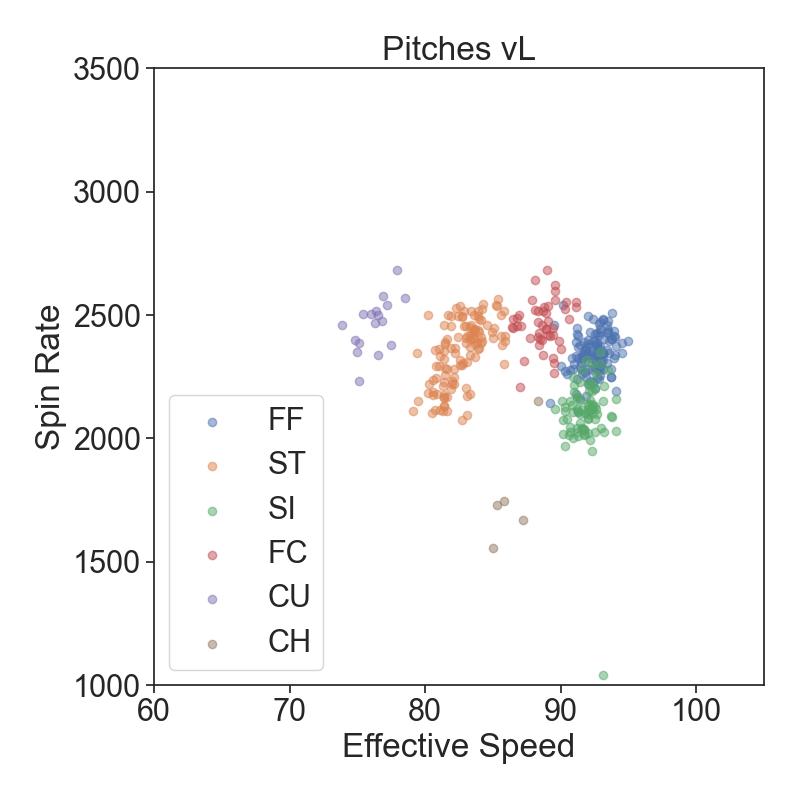 Pitches vL
3500
3000
2500
2000
1500
1000
Spin Rate
FF
ST
SI
FC
CU
CH
60 70 80 90 100
Effective Speed